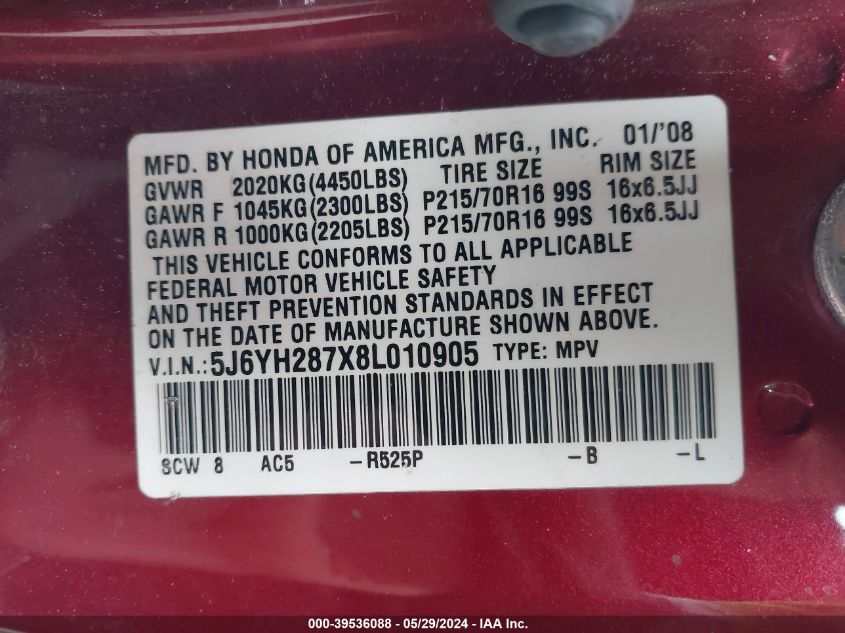 MFD. BY HONDA OF AMERICA MFG., INC. 01/'08
GVWR 2020KG(4450LBS) TIRE SIZE RIM SIZE
GAWR F 1045KG(2300LBS) P215/70R16 99S 16x6.5JJ
GAWR R 1000KG(2205LBS) P215/70R16 99S 16x6.5JJ
THIS VEHICLE CONFORMS TO ALL APPLICABLE
FEDERAL MOTOR VEHICLE SAFETY
AND THEFT PREVENTION STANDARDS IN EFFECT
ON THE DATE OF MANUFACTURE SHOWN ABOVE.
V.I.N.:5J6YH287X8L010905 TYPE: MPV
SCW 8 AC5 -R525P -B -L
000-39536088 - 05/29/2024 - IAA Inc.